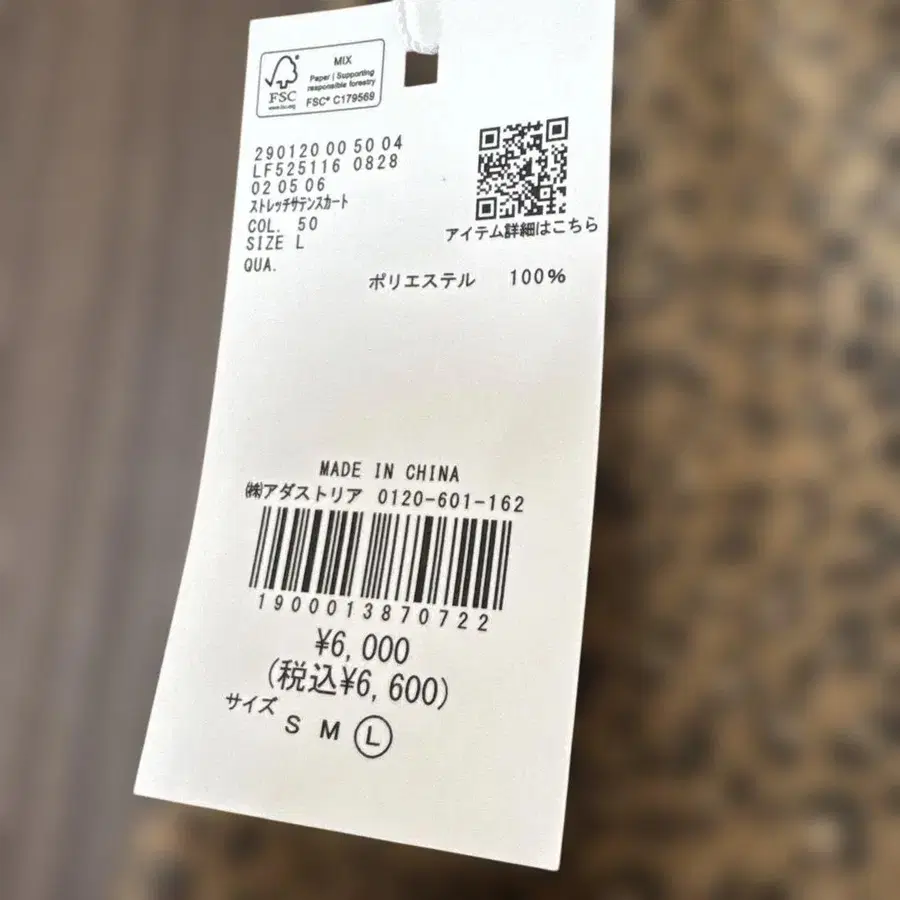 MIX
Paper | Supporting
responsible forestry
FSC® C179569
FSC
www.fsc.org
290120 00 50 04
LF525116 0828
02 05 06
ストレッチサテンスカート
COL. 50
SIZE L
QUA.
アイテム詳細はこちら
ポリエステル 100%
MADE IN CHINA
㈱アダストリア 0120-601-162
1900013870722
¥6,000
(税込¥6,600)
サイズ
S M L